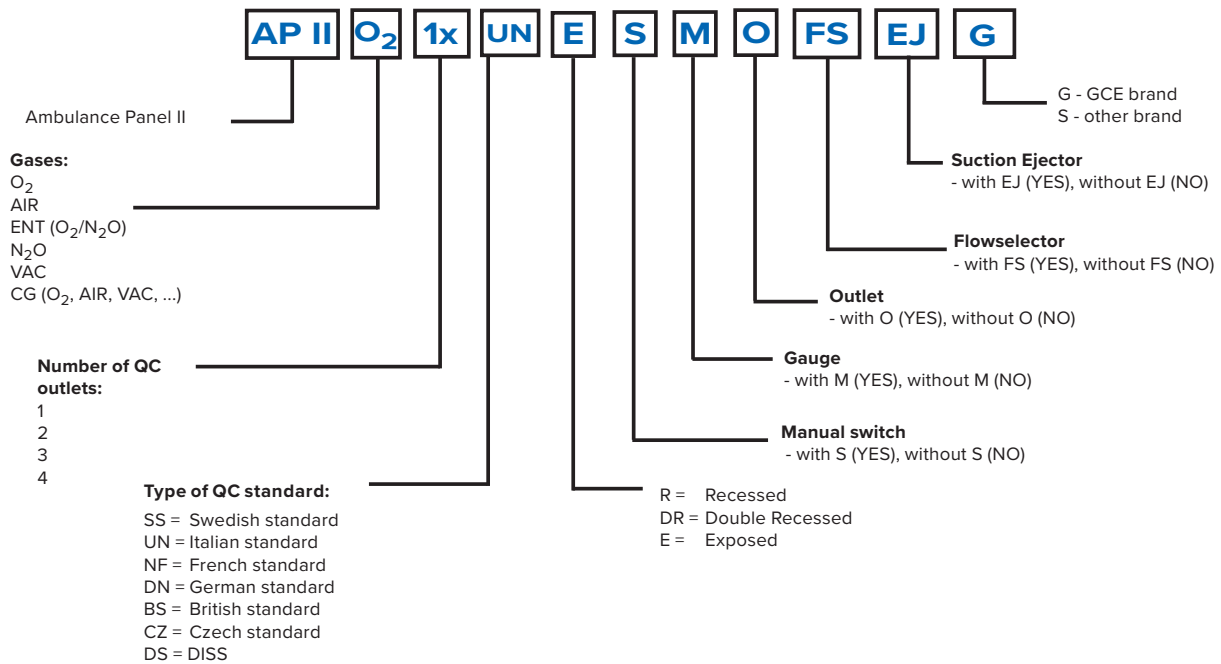 AP II O₂ 1x UN E S M O FS EJ G
Ambulance Panel II
Gases:
O₂
AIR
ENT (O₂/N₂O)
N₂O
VAC
CG (O₂, AIR, VAC, ...)
Number of QC
outlets:
1
2
3
4
Type of QC standard:
SS = Swedish standard
UN = Italian standard
NF = French standard
DN = German standard
BS = British standard
CZ = Czech standard
DS = DISS
R = Recessed
DR = Double Recessed
E = Exposed
Manual switch
- with S (YES), without S (NO)
Gauge
- with M (YES), without M (NO)
Outlet
- with O (YES), without O (NO)
Flowselector
- with FS (YES), without FS (NO)
Suction Ejector
- with EJ (YES), without EJ (NO)
G - GCE brand
S - other brand